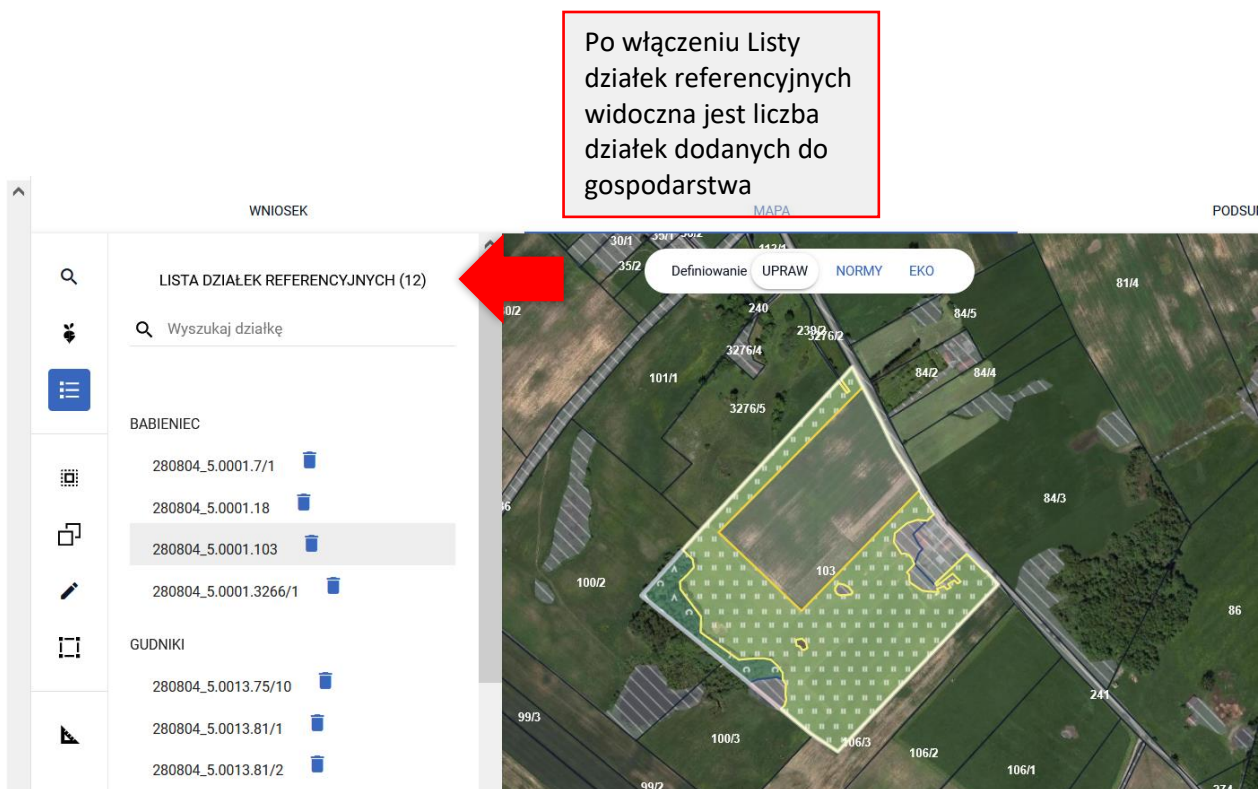 Po włączeniu Listy
działek referencyjnych
widoczna jest liczba
działek dodanych do
gospodarstwa
WNIOSEK
MAPA
LISTA DZIAŁEK REFERENCYJNYCH (12)
Wyszukaj działkę
BABIENIEC
280804_5.0001.7/1
280804_5.0001.18
280804_5.0001.103
280804_5.0001.3266/1
GUDNIKI
280804_5.0013.75/10
280804_5.0013.81/1
280804_5.0013.81/2
Definiowanie UPRAW NORMY EKO
30/1
35/2
81/4
240
84/5
3276/4
101/1
84/2
84/4
3276/5
84/3
103
100/2
86
241
99/3
100/3
106/3
106/2
106/1
99/2
274